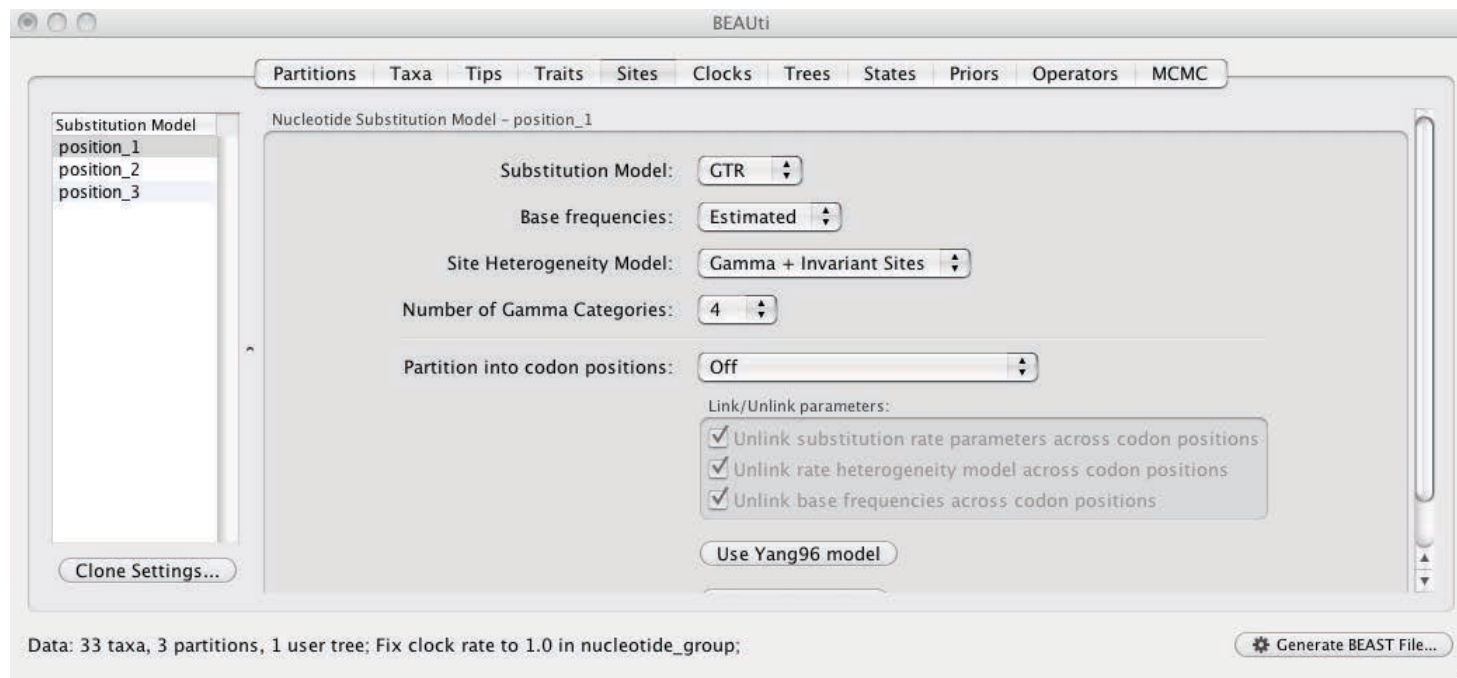 BEAUti
Partitions Taxa Tips Traits Sites Clocks Trees States Priors Operators MCMC
Substitution Model
position_1
position_2
position_3
Clone Settings...
Nucleotide Substitution Model – position_1
Substitution Model: GTR
Base frequencies: Estimated
Site Heterogeneity Model: Gamma + Invariant Sites
Number of Gamma Categories: 4
Partition into codon positions: Off
Link/Unlink parameters:
Unlink substitution rate parameters across codon positions
Unlink rate heterogeneity model across codon positions
Unlink base frequencies across codon positions
Use Yang96 model
Data: 33 taxa, 3 partitions, 1 user tree; Fix clock rate to 1.0 in nucleotide_group;
Generate BEAST File...